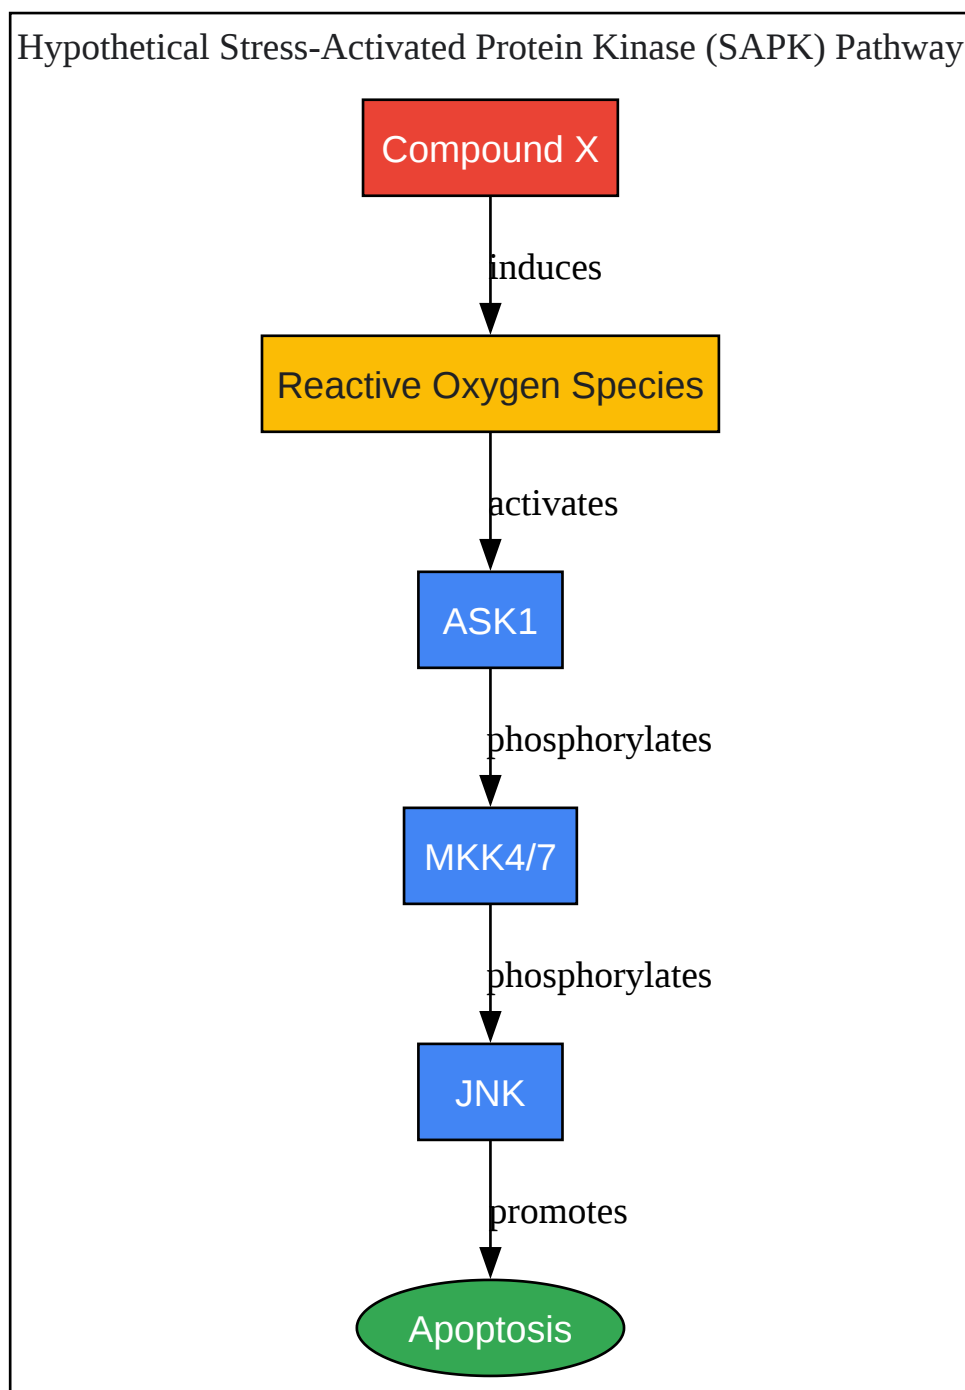 Hypothetical Stress-Activated Protein Kinase (SAPK) Pathway
Compound X
induces
Reactive Oxygen Species
activates
ASK1
phosphorylates
MKK4/7
phosphorylates
JNK
promotes
Apoptosis